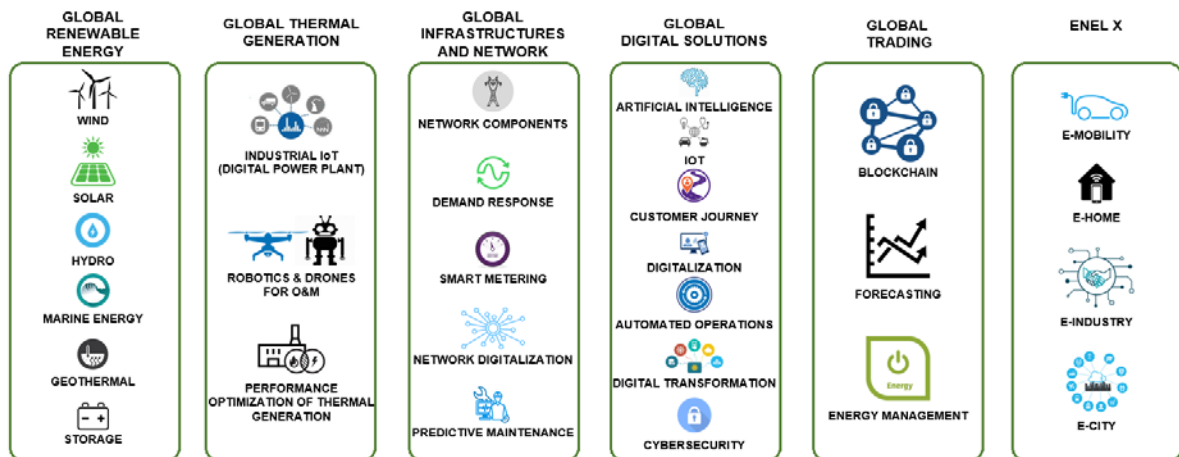 GLOBAL
RENEWABLE
ENERGY
WIND
SOLAR
HYDRO
MARINE ENERGY
GEOTHERMAL
STORAGE
GLOBAL THERMAL
GENERATION
INDUSTRIAL IoT
(DIGITAL POWER PLANT)
ROBOTICS & DRONES
FOR O&M
PERFORMANCE
OPTIMIZATION OF THERMAL
GENERATION
GLOBAL
INFRASTRUCTURES
AND NETWORK
NETWORK COMPONENTS
DEMAND RESPONSE
SMART METERING
NETWORK DIGITALIZATION
PREDICTIVE MAINTENANCE
GLOBAL
DIGITAL SOLUTIONS
ARTIFICIAL INTELLIGENCE
IOT
CUSTOMER JOURNEY
DIGITALIZATION
AUTOMATED OPERATIONS
DIGITAL TRANSFORMATION
CYBERSECURITY
GLOBAL
TRADING
BLOCKCHAIN
FORECASTING
Energy
ENERGY MANAGEMENT
ENEL X
E-MOBILITY
E-HOME
E-INDUSTRY
E-CITY